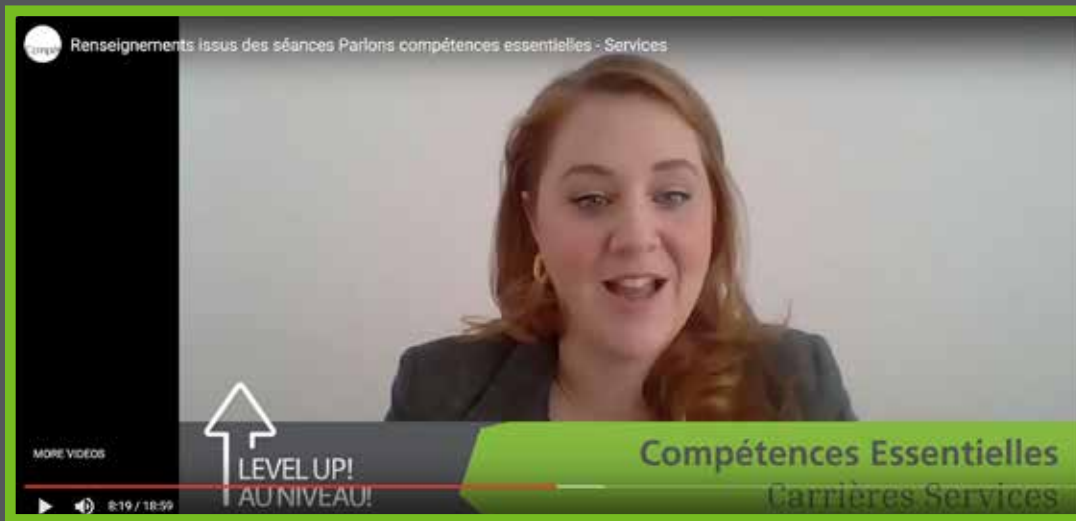 Compé
Renseignements issus des séances Parlons compétences essentielles - Services
MORE VIDEOS
LEVEL UP!
AU NIVEAU!
Compétences Essentielles
Carrières Services
8:19 / 18:59